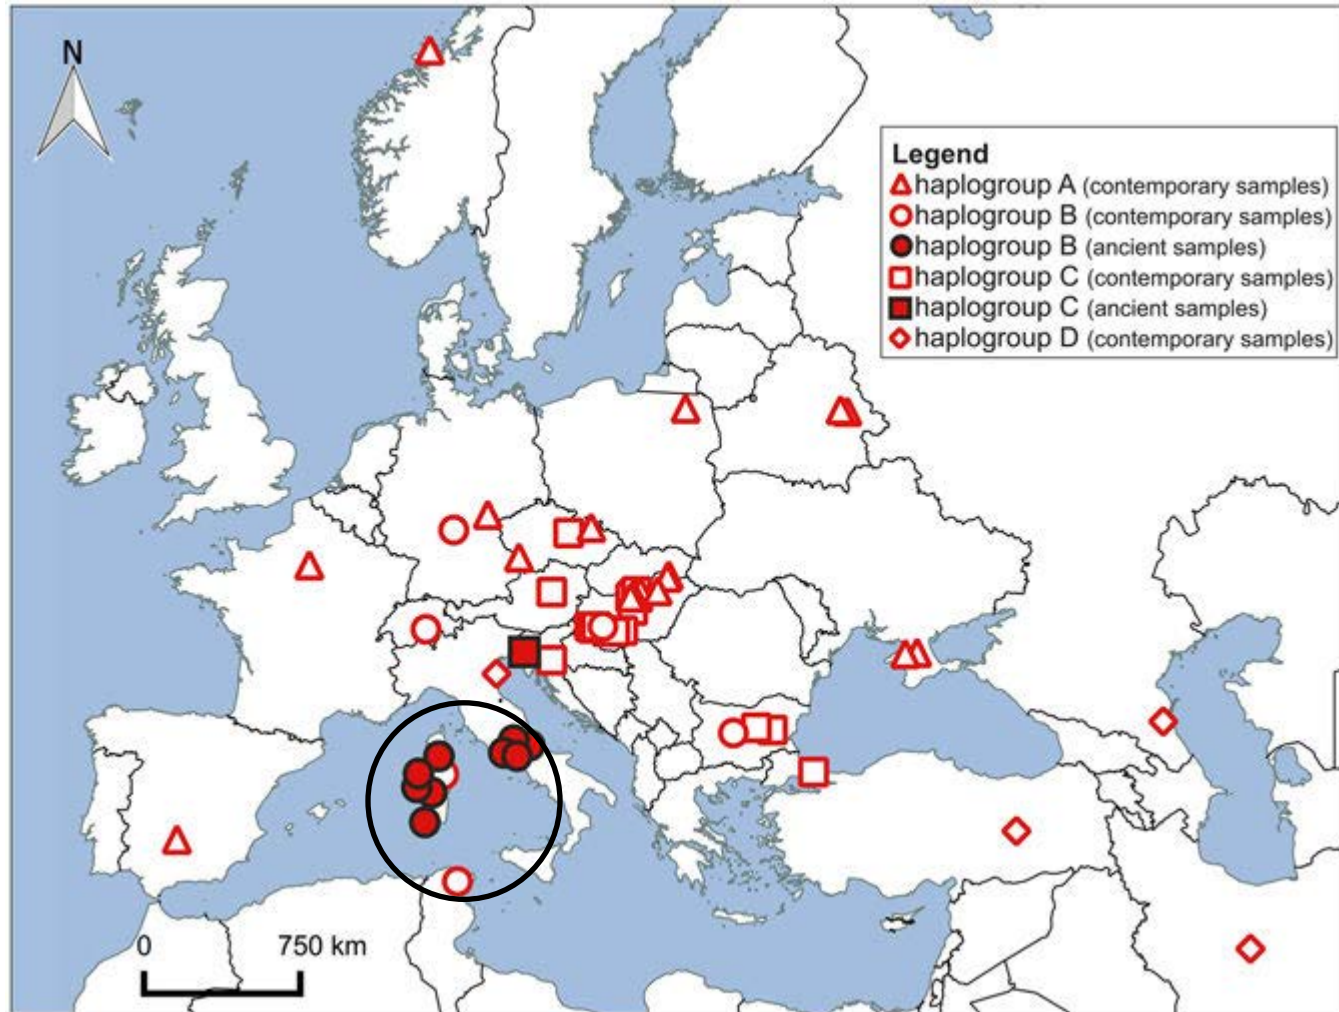 N
Legend
haplogroup A (contemporary samples)
haplogroup B (contemporary samples)
haplogroup B (ancient samples)
haplogroup C (contemporary samples)
haplogroup C (ancient samples)
haplogroup D (contemporary samples)
0 750 km